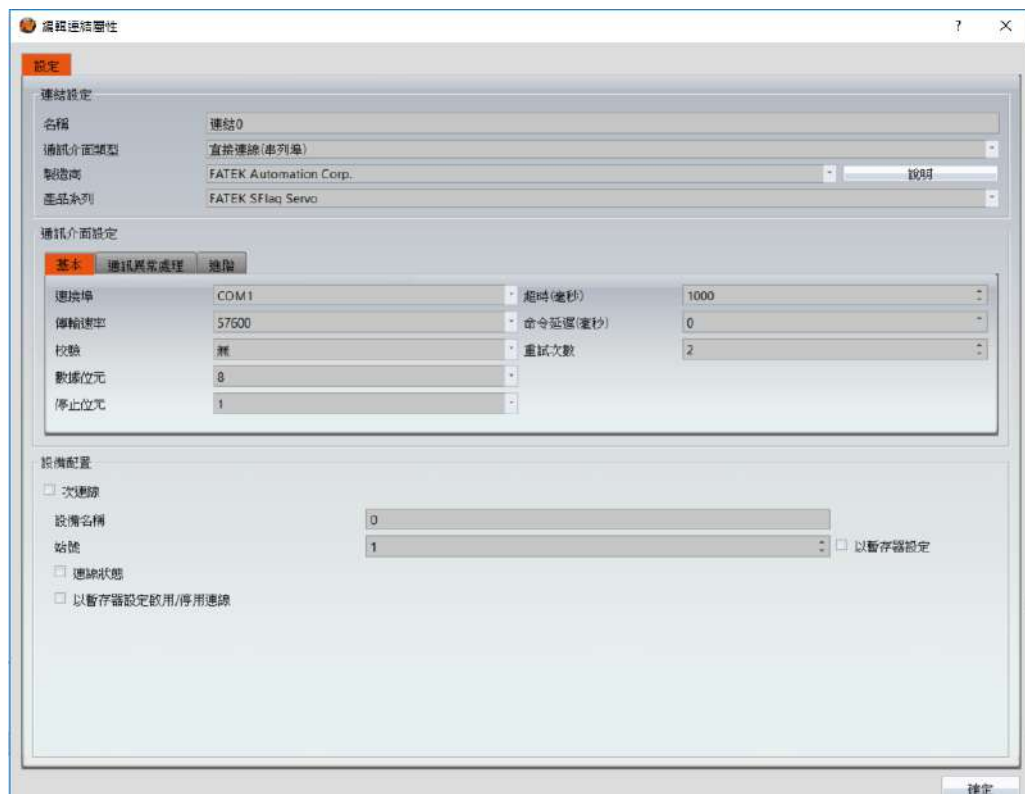 編輯連結屬性
?
設定
連結設定
名稱 連結0
通訊介面類型 直接連線(串列埠)
製造商 FATEK Automation Corp. 說明
產品系列 FATEK SFlag Servo
通訊介面設定
基本 通訊異常處理 進階
連接埠 COM1 超時(毫秒) 1000
傳輸速率 57600 命令延遲(毫秒) 0
校驗 無 重試次數 2
數據位元 8
停止位元 1
設備配置
次連線
設備名稱 0
站號 1 以暫存器設定
連線狀態
以暫存器設定啟用/停用連線
確定